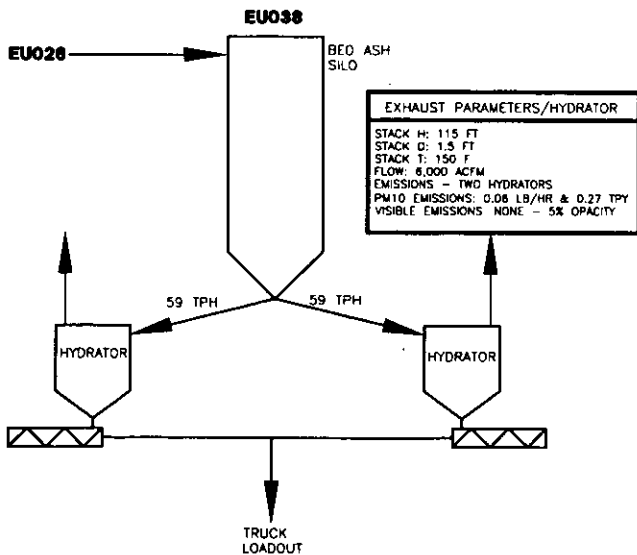 EU038
EU026
BED ASH
SILO
EXHAUST PARAMETERS/HYDRATOR
STACK H: 115 FT
STACK D: 1.5 FT
STACK T: 150 F
FLOW: 6,000 ACFM
EMISSIONS – TWO HYDRATORS
PM10 EMISSIONS: 0.06 LB/HR & 0.27 TPY
VISIBLE EMISSIONS NONE – 5% OPACITY
59 TPH
59 TPH
HYDRATOR
HYDRATOR
TRUCK
LOADOUT